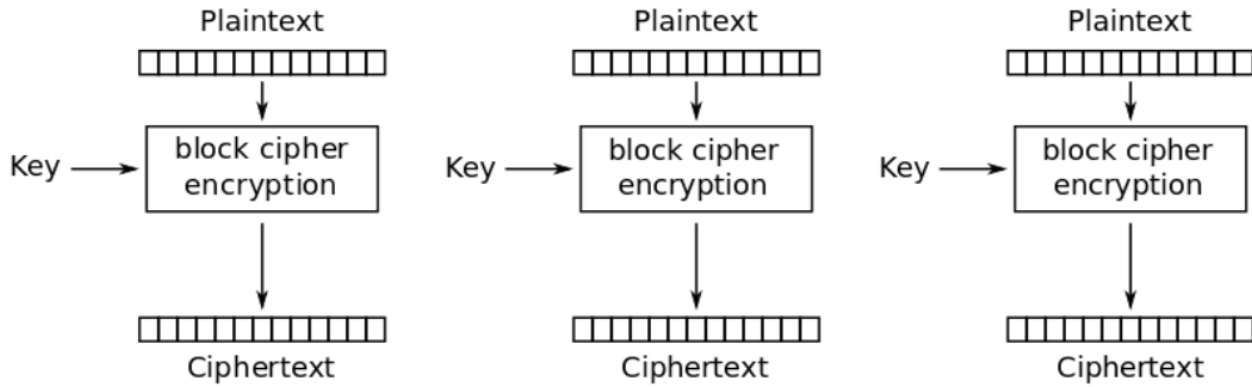 Plaintext
Plaintext
Plaintext
Key
block cipher
encryption
Key
block cipher
encryption
Key
block cipher
encryption
Ciphertext
Ciphertext
Ciphertext